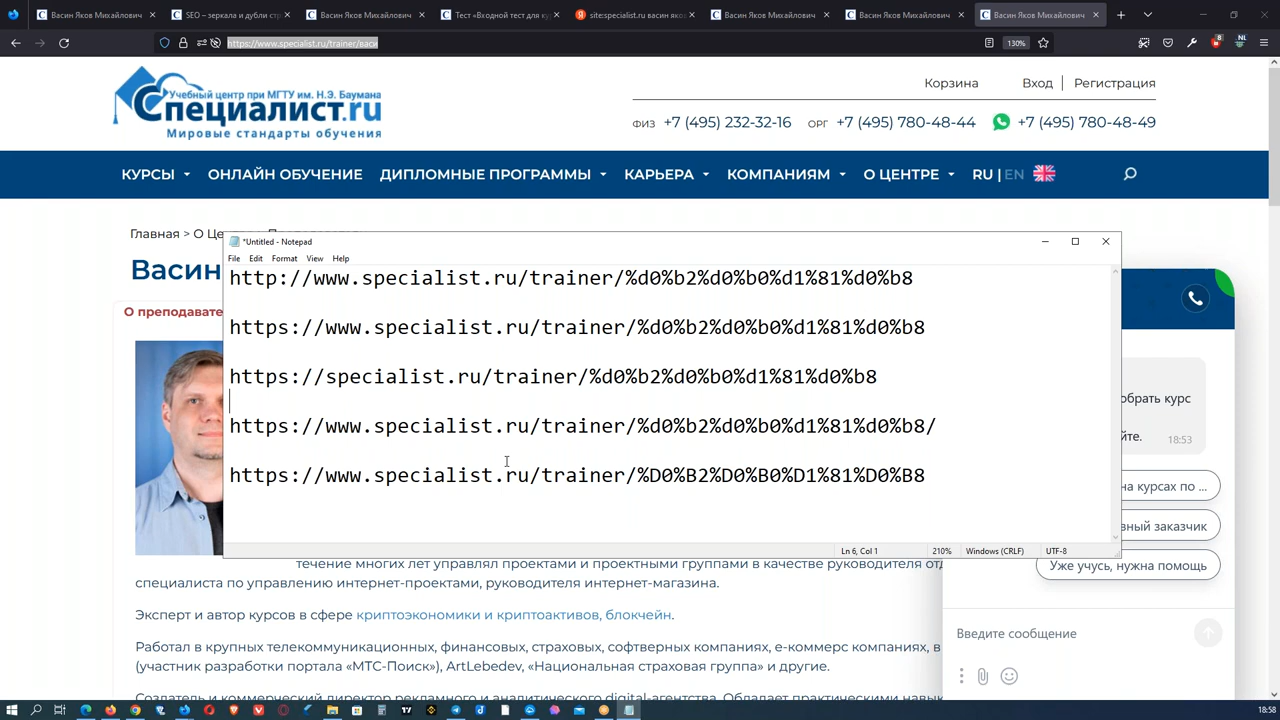 Васин Яков Михайлович
SEO – зеркала и дубли стр
Васин Яков Михайлович
Тест «Входной тест для ку
site:specialist.ru васин яко
Васин Яков Михайлович
Васин Яков Михайлович
Васин Яков Михайлович
https://www.specialist.ru/trainer/васи
130%
Учебный центр при МГТУ им. Н.Э. Баумана
Специалист.ru
Мировые стандарты обучения
Корзина Вход Регистрация
ФИЗ +7 (495) 232-32-16 ОРГ +7 (495) 780-48-44 +7 (495) 780-48-49
КУРСЫ ОНЛАЙН ОБУЧЕНИЕ ДИПЛОМНЫЕ ПРОГРАММЫ КАРЬЕРА КОМПАНИЯМ О ЦЕНТРЕ RU | EN
Главная > О Це
Васин
О преподавате
*Untitled - Notepad
File Edit Format View Help
http://www.specialist.ru/trainer/%d0%b2%d0%b0%d1%81%d0%b8
https://www.specialist.ru/trainer/%d0%b2%d0%b0%d1%81%d0%b8
https://specialist.ru/trainer/%d0%b2%d0%b0%d1%81%d0%b8
https://www.specialist.ru/trainer/%d0%b2%d0%b0%d1%81%d0%b8/
https://www.specialist.ru/trainer/%D0%B2%D0%B0%D1%81%D0%B8
Ln 6, Col 1 210% Windows (CRLF) UTF-8
обрать курс
йте. 18:53
на курсах по ...
вный заказчик
Уже учусь, нужна помощь
Введите сообщение
течение многих лет управлял проектами и проектными группами в качестве руководителя отд
специалиста по управлению интернет-проектами, руководителя интернет-магазина.
Эксперт и автор курсов в сфере криптоэкономики и криптоактивов, блокчейн.
Работал в крупных телекоммуникационных, финансовых, страховых, софтверных компаниях, е-коммерс компаниях, в
(участник разработки портала «МТС-Поиск»), ArtLebedev, «Национальная страховая группа» и другие.
Создатель и коммерческий директор рекламного и аналитического digital-агентства. Обладает практическими навык
18:58